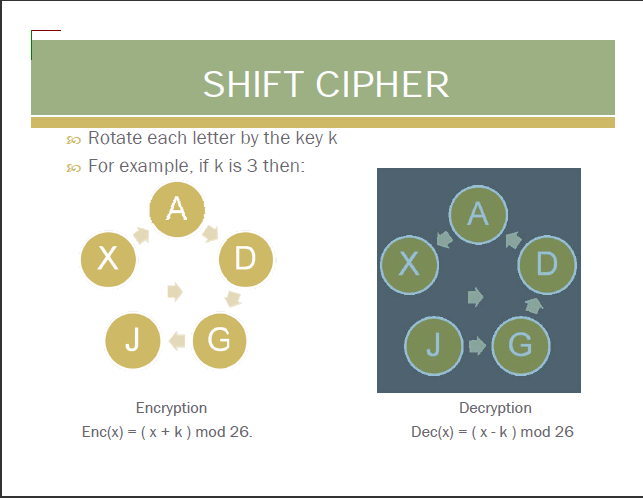 SHIFT CIPHER
Rotate each letter by the key k
For example, if k is 3 then:
A
X
D
J
G
A
X
D
J
G
Encryption
Enc(x) = ( x + k ) mod 26.
Decryption
Dec(x) = ( x - k ) mod 26